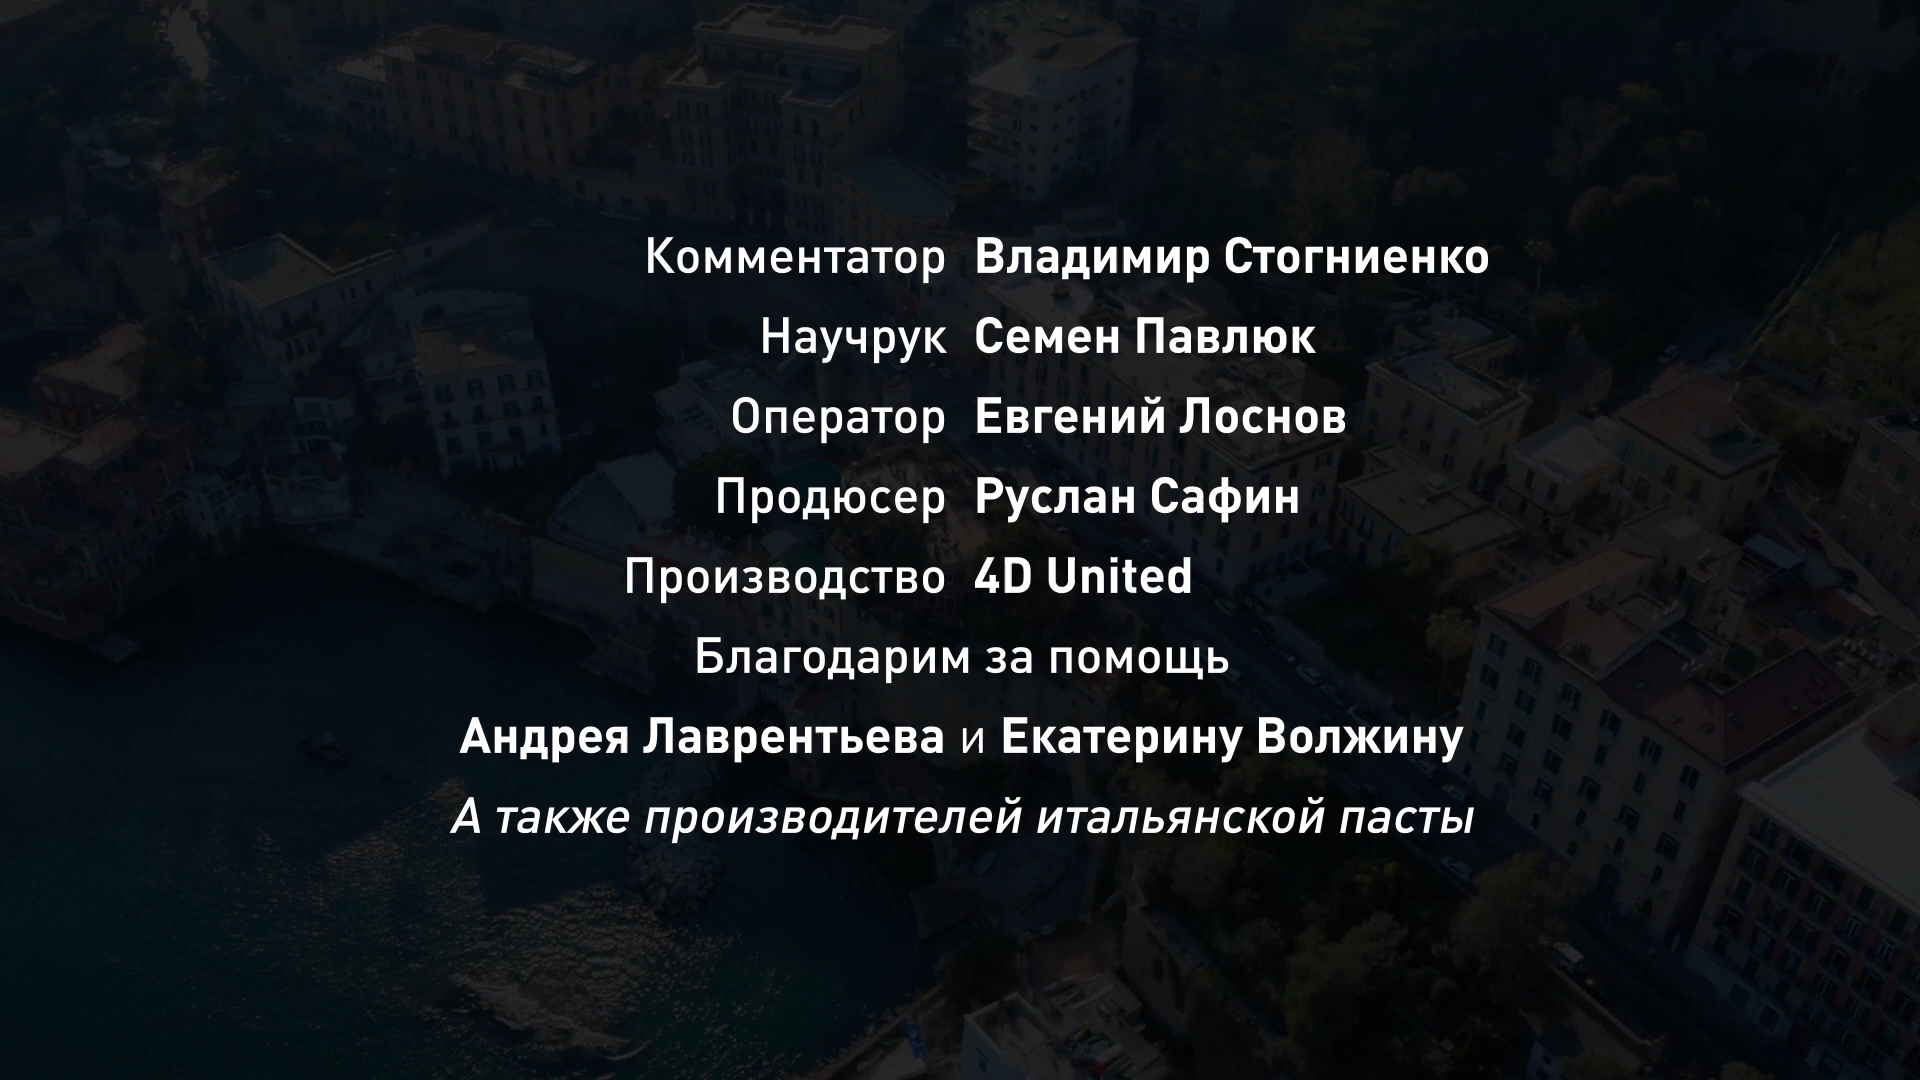 Комментатор Владимир Стогниенко
Научрук Семен Павлюк
Оператор Евгений Лоснов
Продюсер Руслан Сафин
Производство 4D United
Благодарим за помощь
Андрея Лаврентьева и Екатерину Волжину
А также производителей итальянской пасты